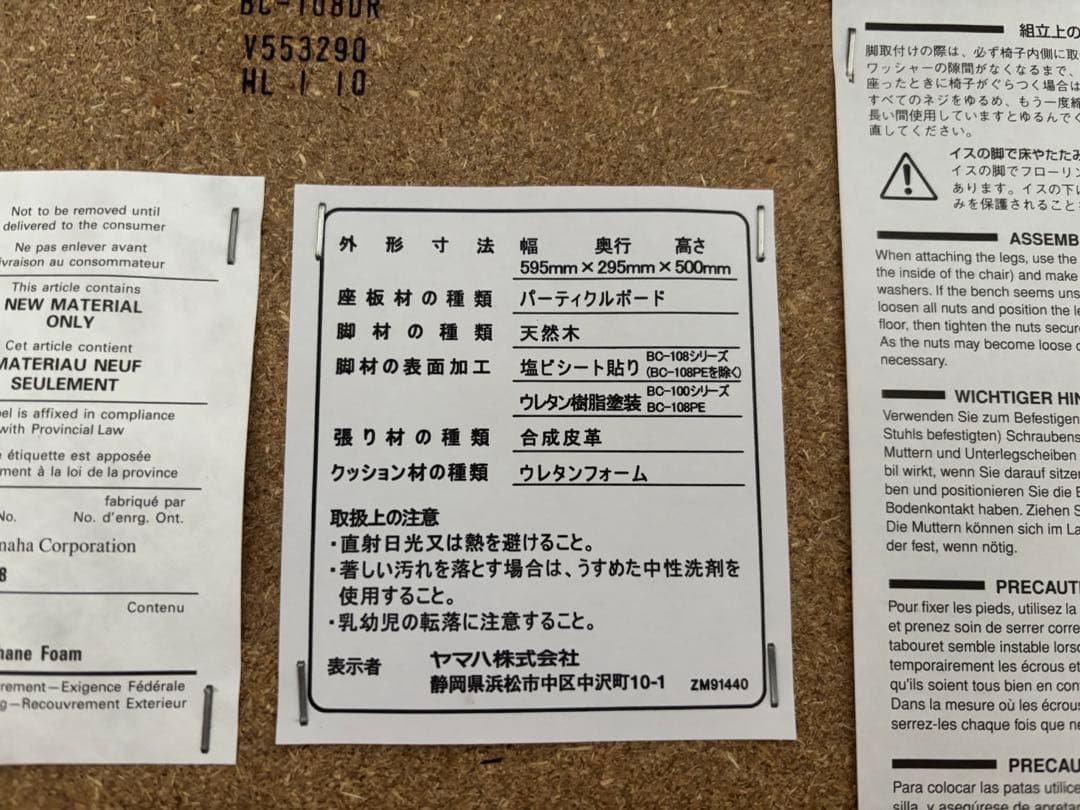 BC-108DR
V553290
HL 1 10
Not to be removed until
delivered to the consumer
Ne pas enlever avant
livraison au consommateur
This article contains
NEW MATERIAL
ONLY
Cet article contient
MATERIAU NEUF
SEULEMENT
is affixed in compliance
with Provincial Law
étiquette est apposée
à la loi de la province
fabriqué par
No. No. d'enrg. Ont.
Yamaha Corporation
Contenu
Foam
Exigence Fédérale
Recouvrement Exterieur
外形寸法 幅 奥行 高さ
595mm×295mm×500mm
座板材の種類 パーティクルボード
脚材の種類 天然木
脚材の表面加工 塩ビシート貼り BC-108シリーズ
(BC-108PEを除く)
ウレタン樹脂塗装 BC-100シリーズ
BC-108PE
張り材の種類 合成皮革
クッション材の種類 ウレタンフォーム
取扱上の注意
・直射日光又は熱を避けること。
・著しい汚れを落とす場合は、うすめた中性洗剤を
使用すること。
・乳幼児の転落に注意すること。
表示者 ヤマハ株式会社
静岡県浜松市中区中沢町10-1 ZM91440
組立上の
脚取付けの際は、必ず椅子内側に取
ワッシャーの隙間がなくなるまで、
座ったときに椅子がぐらつく場合は
すべてのネジをゆるめ、もう一度締
長い間使用していますとゆるんでく
直してください。
イスの脚で床やたたみ
イスの脚でフローリン
あります。イスの下に
みを保護されること
ASSEMB
When attaching the legs, use the
the inside of the chair) and make
washers. If the bench seems uns
loosen all nuts and position the le
floor, then tighten the nuts secure
As the nuts may become loose o
necessary.
WICHTIGER HIN
Verwenden Sie zum Befestigen
Stuhls befestigten) Schraubens
Muttern und Unterlegscheiben
bil wirkt, wenn Sie darauf sitzen
ben und positionieren Sie die B
Bodenkontakt haben. Ziehen S
Die Muttern können sich im La
der fest, wenn nötig.
PRECAUTI
Pour fixer les pieds, utilisez la
et prenez soin de serrer corre
tabouret semble instable lorsq
temporairement les écrous et
qu'ils soient tous bien en con
Dans la mesure où les écrous
serrez-les chaque fois que né
PRECAU
Para colocar las patas utilice
silla, y asegúrese de apretar